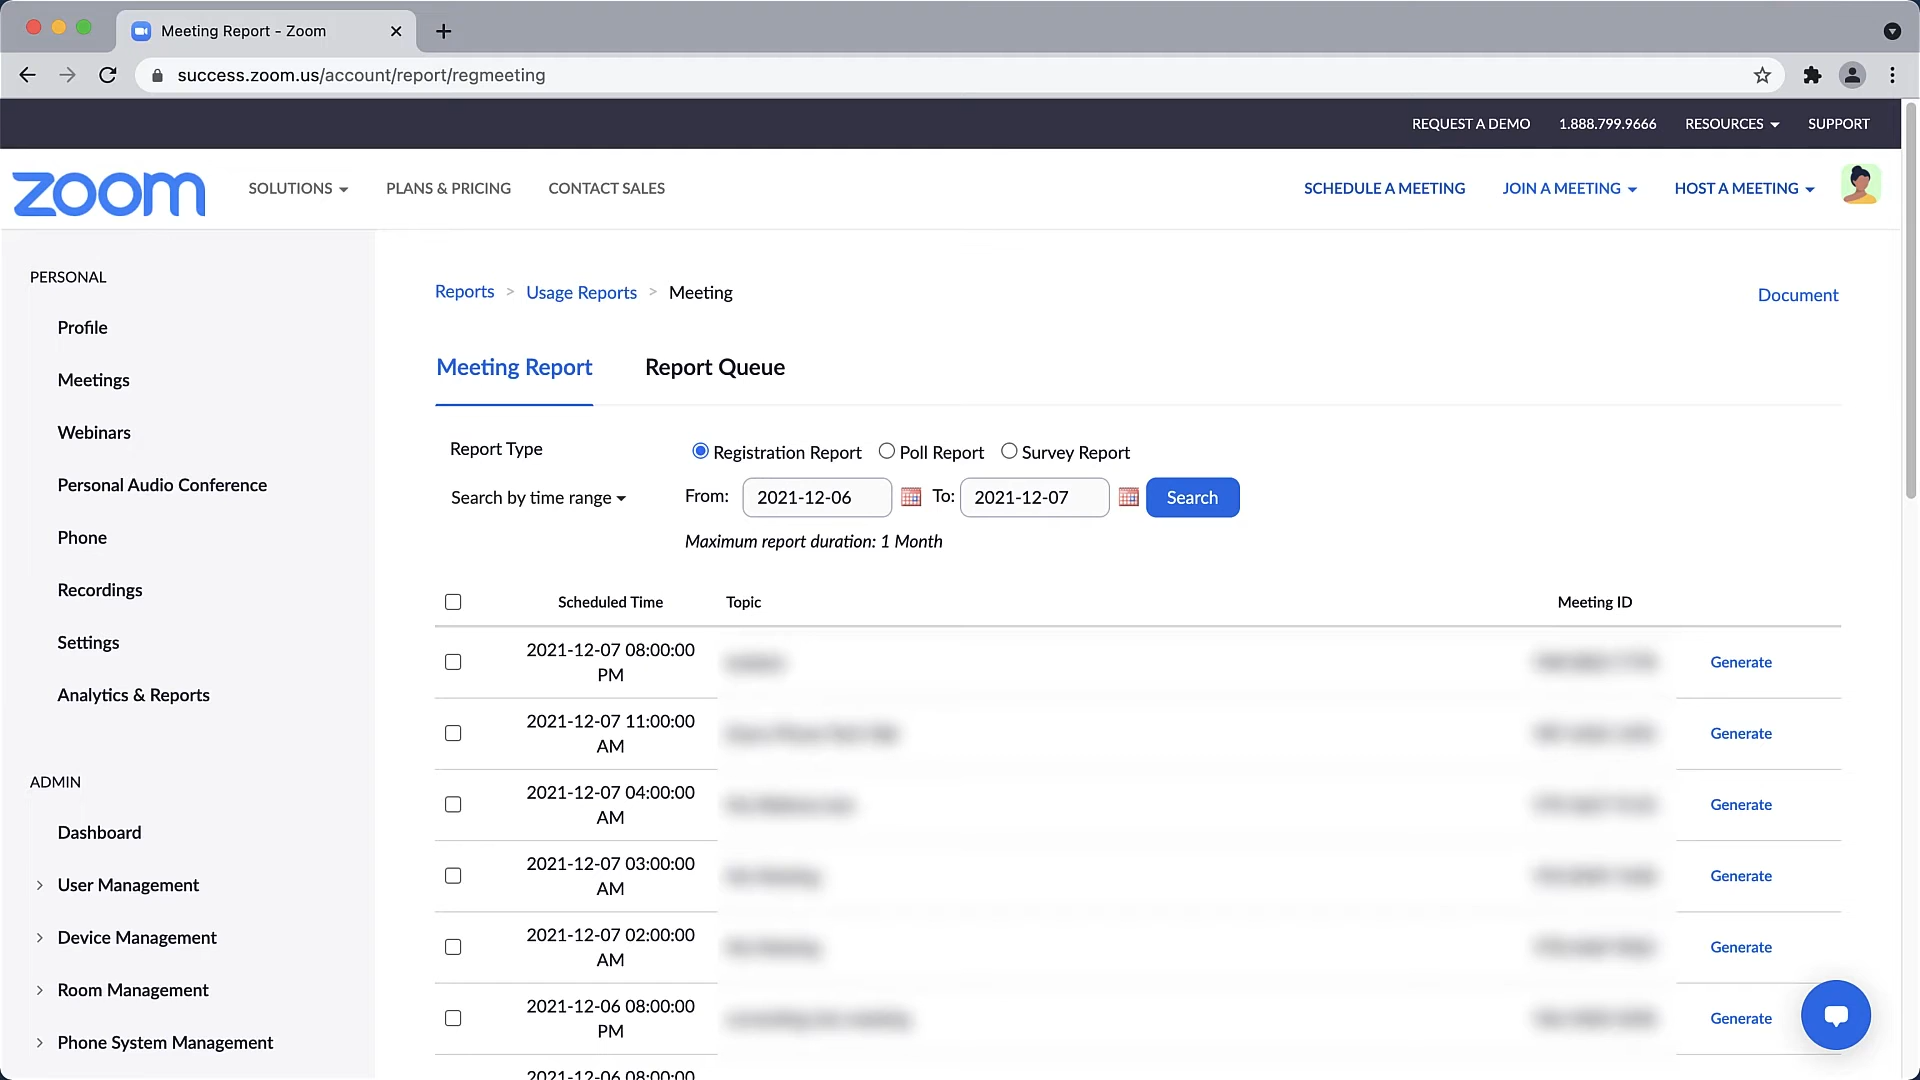 Meeting Report - Zoom
success.zoom.us/account/report/regmeeting
REQUEST A DEMO 1.888.799.9666 RESOURCES SUPPORT
zoom SOLUTIONS PLANS & PRICING CONTACT SALES SCHEDULE A MEETING JOIN A MEETING HOST A MEETING
PERSONAL
Profile
Meetings
Webinars
Personal Audio Conference
Phone
Recordings
Settings
Analytics & Reports
ADMIN
Dashboard
> User Management
> Device Management
> Room Management
> Phone System Management
Reports > Usage Reports > Meeting
Document
Meeting Report Report Queue
Report Type Registration Report Poll Report Survey Report
Search by time range From: 2021-12-06 To: 2021-12-07 Search
Maximum report duration: 1 Month
Scheduled Time Topic Meeting ID
2021-12-07 08:00:00
PM
Generate
2021-12-07 11:00:00
AM
Generate
2021-12-07 04:00:00
AM
Generate
2021-12-07 03:00:00
AM
Generate
2021-12-07 02:00:00
AM
Generate
2021-12-06 08:00:00
PM
Generate
2021-12-06 08:00:00